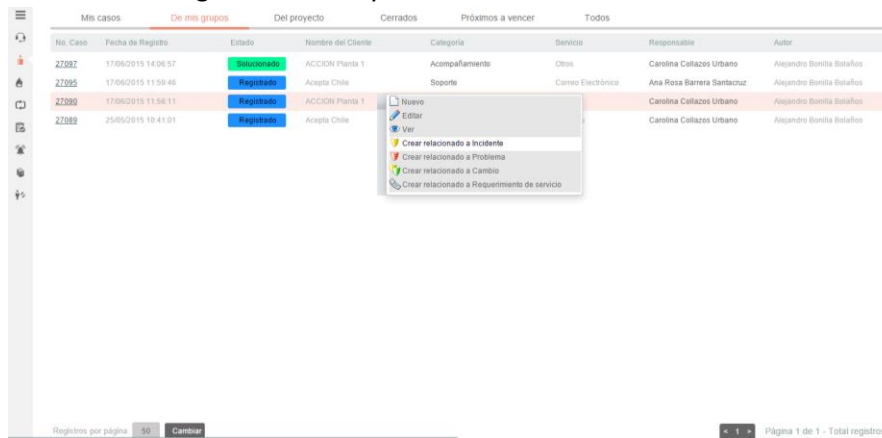 Mis casos De mis grupos Del proyecto Cerrados Próximos a vencer Todos
No. Caso Fecha de Registro Estado Nombre del Cliente Categoría Servicio Responsable Autor
27097 17/06/2015 14:06:57 Solucionado ACCION Planta 1 Acompañamiento Otros Carolina Collazos Urbano Alejandro Bonilla Bolaños
27095 17/06/2015 11:59:46 Registrado Acepta Chile Soporte Correo Electrónico Ana Rosa Barrera Santacruz Alejandro Bonilla Bolaños
27090 17/06/2015 11:56:11 Registrado ACCION Planta 1 Carolina Collazos Urbano Alejandro Bonilla Bolaños
27089 25/05/2015 10:41:01 Registrado Acepta Chile Carolina Collazos Urbano Alejandro Bonilla Bolaños
Nuevo
Editar
Ver
Crear relacionado a Incidente
Crear relacionado a Problema
Crear relacionado a Cambio
Crear relacionado a Requerimiento de servicio
Registros por página 50 Cambiar < 1 > Página 1 de 1 - Total registros